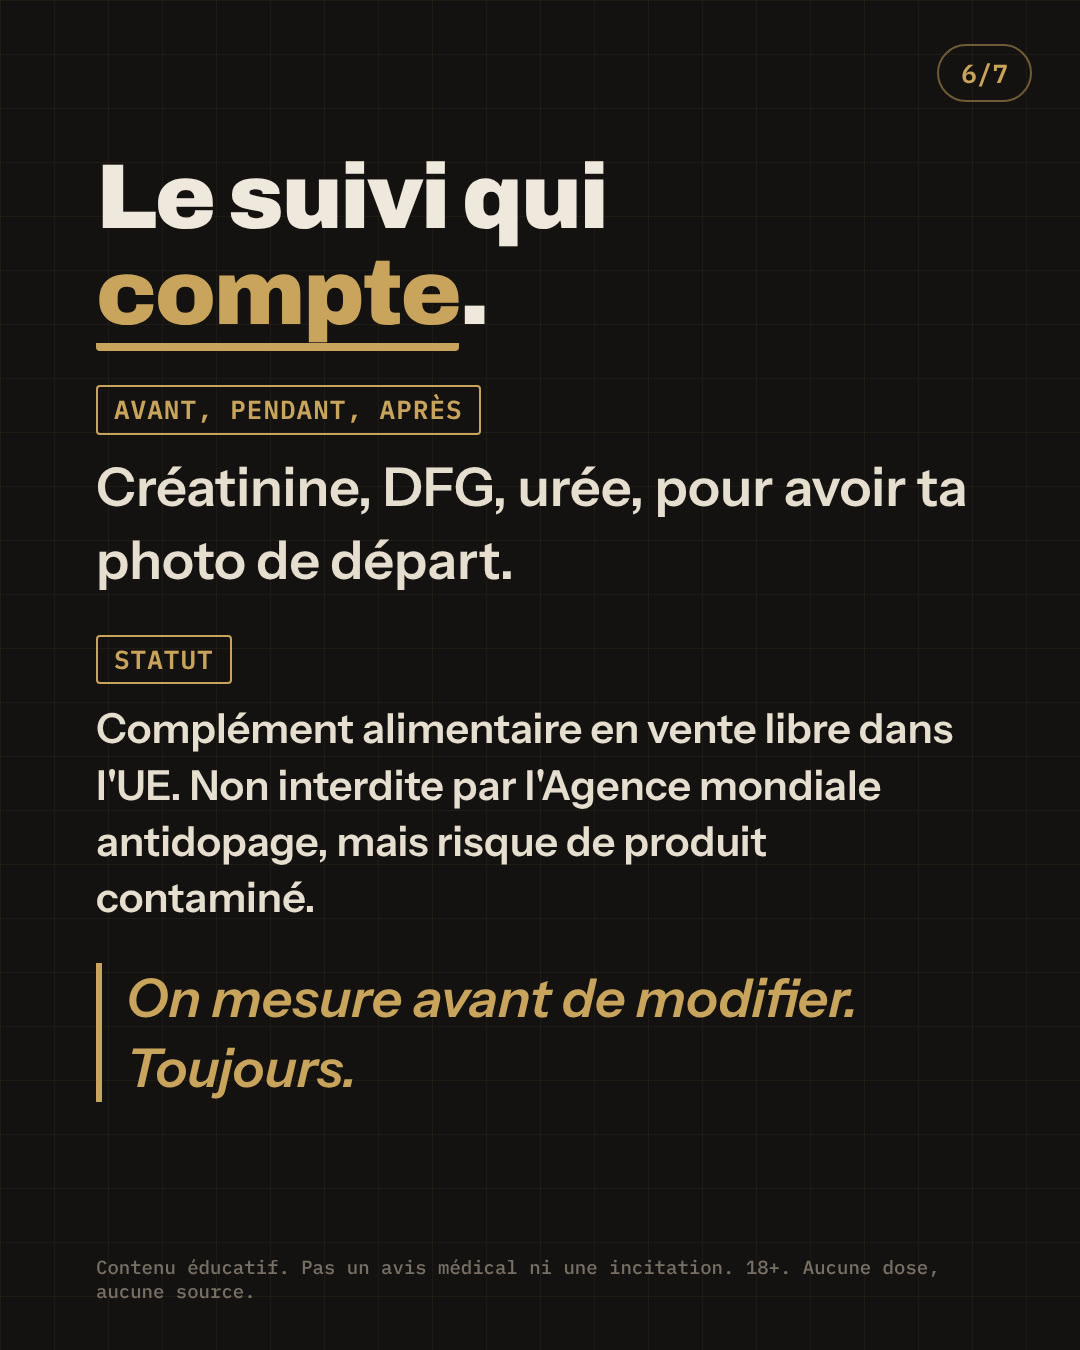 6/7
Le suivi qui
compte.
AVANT, PENDANT, APRÈS
Créatinine, DFG, urée, pour avoir ta
photo de départ.
STATUT
Complément alimentaire en vente libre dans
l'UE. Non interdite par l'Agence mondiale
antidopage, mais risque de produit
contaminé.
On mesure avant de modifier.
Toujours.
Contenu éducatif. Pas un avis médical ni une incitation. 18+. Aucune dose,
aucune source.